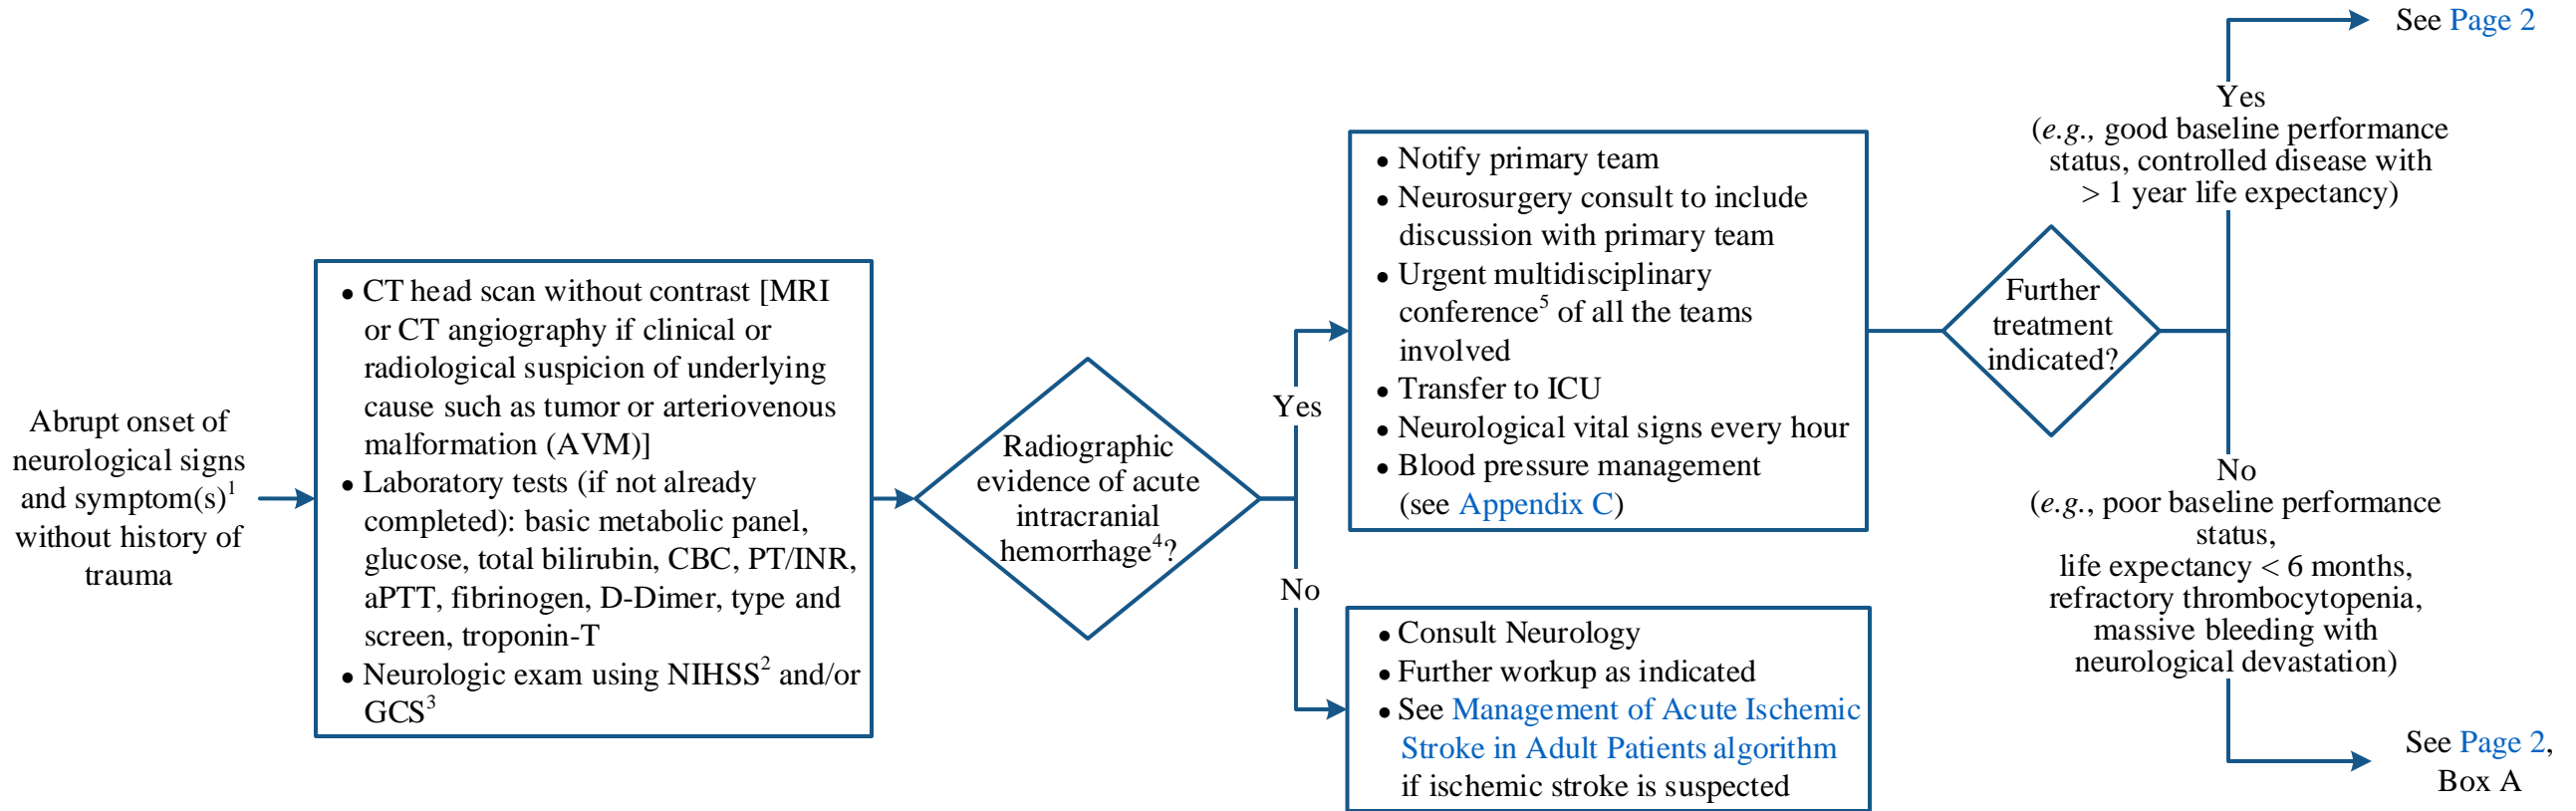 Abrupt onset of
neurological signs
and symptom(s)1
without history of
trauma
• CT head scan without contrast [MRI
or CT angiography if clinical or
radiological suspicion of underlying
cause such as tumor or arteriovenous
malformation (AVM)]
• Laboratory tests (if not already
completed): basic metabolic panel,
glucose, total bilirubin, CBC, PT/INR,
aPTT, fibrinogen, D-Dimer, type and
screen, troponin-T
• Neurologic exam using NIHSS2 and/or
GCS3
Radiographic
evidence of acute
intracranial
hemorrhage4?
Yes
• Notify primary team
• Neurosurgery consult to include
discussion with primary team
• Urgent multidisciplinary
conference5 of all the teams
involved
• Transfer to ICU
• Neurological vital signs every hour
• Blood pressure management
(see Appendix C)
No
• Consult Neurology
• Further workup as indicated
• See Management of Acute Ischemic
Stroke in Adult Patients algorithm
if ischemic stroke is suspected
Further
treatment
indicated?
See Page 2
Yes
(e.g., good baseline performance
status, controlled disease with
> 1 year life expectancy)
No
(e.g., poor baseline performance
status,
life expectancy < 6 months,
refractory thrombocytopenia,
massive bleeding with
neurological devastation)
See Page 2,
Box A